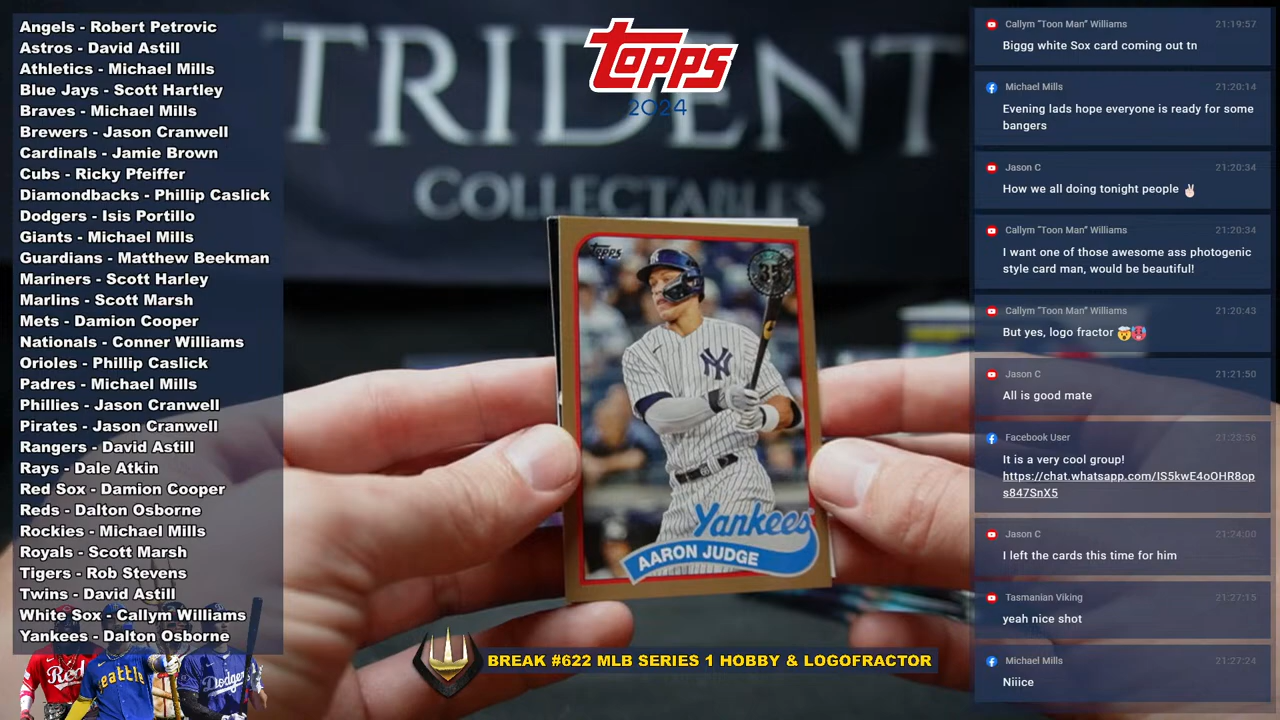 Angels - Robert Petrovic
Astros - David Astill
Athletics - Michael Mills
Blue Jays - Scott Hartley
Braves - Michael Mills
Brewers - Jason Cranwell
Cardinals - Jamie Brown
Cubs - Ricky Pfeiffer
Diamondbacks - Phillip Caslick
Dodgers - Isis Portillo
Giants - Michael Mills
Guardians - Matthew Beekman
Mariners - Scott Harley
Marlins - Scott Marsh
Mets - Damion Cooper
Nationals - Conner Williams
Orioles - Phillip Caslick
Padres - Michael Mills
Phillies - Jason Cranwell
Pirates - Jason Cranwell
Rangers - David Astill
Rays - Dale Atkin
Red Sox - Damion Cooper
Reds - Dalton Osborne
Rockies - Michael Mills
Royals - Scott Marsh
Tigers - Rob Stevens
Twins - David Astill
White Sox - Callym Williams
Yankees - Dalton Osborne
Reds
Seattle
Dodgers
TRIDENT
COLLECTABLES
Topps
2024
Topps
35
NY
Yankees
AARON JUDGE
BREAK #622 MLB SERIES 1 HOBBY & LOGOFRACTOR
Callym "Toon Man" Williams 21:19:57
Biggg white Sox card coming out tn
Michael Mills 21:20:14
Evening lads hope everyone is ready for some
bangers
Jason C 21:20:34
How we all doing tonight people ✌🏻
Callym "Toon Man" Williams 21:20:34
I want one of those awesome ass photogenic
style card man, would be beautiful!
Callym "Toon Man" Williams 21:20:43
But yes, logo fractor 🤯🥵
Jason C 21:21:50
All is good mate
Facebook User 21:23:56
It is a very cool group!
https://chat.whatsapp.com/IS5kwE4oOHR8op
s847SnX5
Jason C 21:24:00
I left the cards this time for him
Tasmanian Viking 21:27:15
yeah nice shot
Michael Mills 21:27:24
Niiice